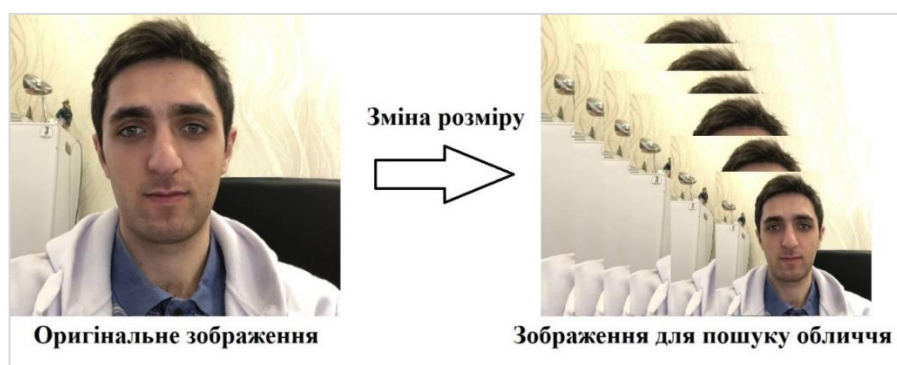 Зміна розміру
Оригінальне зображення
Зображення для пошуку обличчя